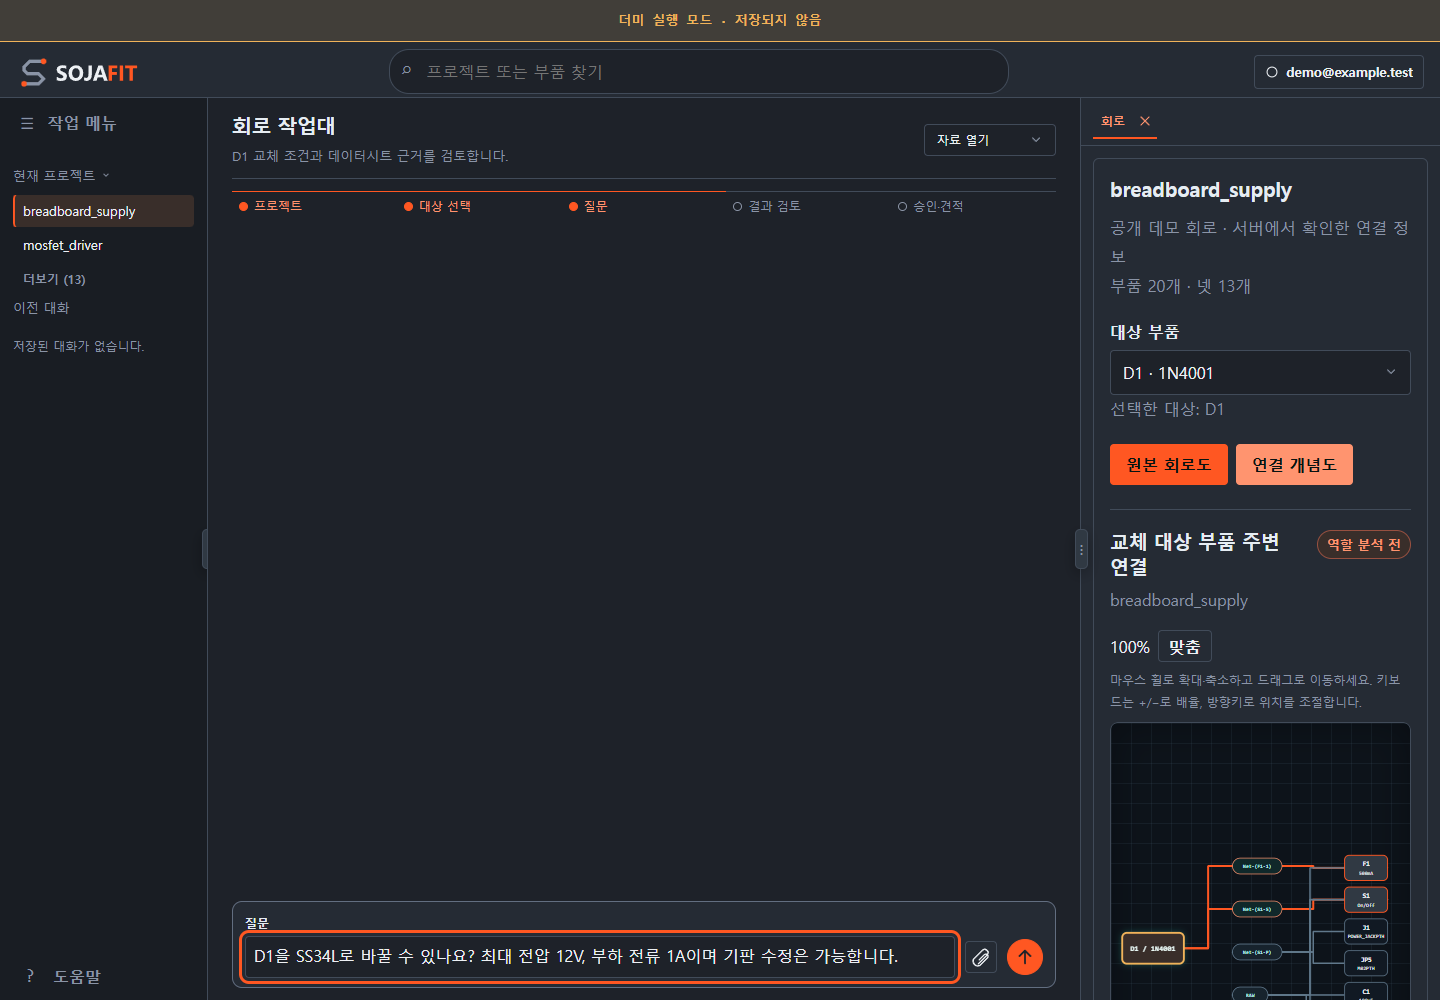 더미 실행 모드 · 저장되지 않음
SOJAFIT
프로젝트 또는 부품 찾기
demo@example.test
작업 메뉴
현재 프로젝트
breadboard_supply
mosfet_driver
더보기 (13)
이전 대화
저장된 대화가 없습니다.
? 도움말
회로 작업대
D1 교체 조건과 데이터시트 근거를 검토합니다.
자료 열기
프로젝트
대상 선택
질문
결과 검토
승인·견적
질문
D1을 SS34L로 바꿀 수 있나요? 최대 전압 12V, 부하 전류 1A이며 기판 수정은 가능합니다.
회로
breadboard_supply
공개 데모 회로 · 서버에서 확인한 연결 정
보
부품 20개 · 넷 13개
대상 부품
D1 · 1N4001
선택한 대상: D1
원본 회로도
연결 개념도
교체 대상 부품 주변
연결
역할 분석 전
breadboard_supply
100%
맞춤
마우스 휠로 확대·축소하고 드래그로 이동하세요. 키보
드는 +/−로 배율, 방향키로 위치를 조절합니다.
D1 / 1N4001
Net-(F1-1)
Net-(S1-S)
Net-(S1-P)
RAW
F1
500mA
S1
On/Off
J1
POWER_JACKPTH
JP5
M02PTH
C1